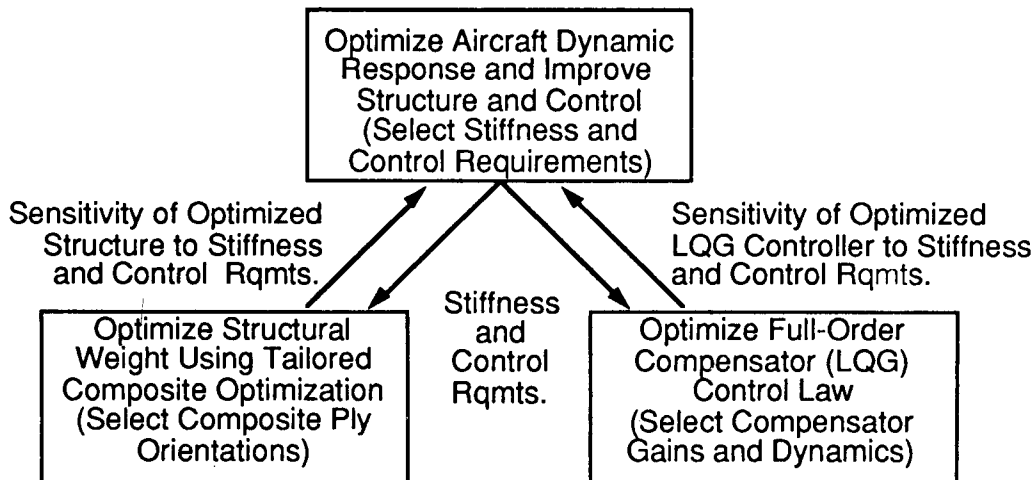 Optimize Aircraft Dynamic
Response and Improve
Structure and Control
(Select Stiffness and
Control Requirements)
Sensitivity of Optimized
Structure to Stiffness
and Control Rqmts.
Sensitivity of Optimized
LQG Controller to Stiffness
and Control Rqmts.
Stiffness
and
Control
Rqmts.
Optimize Structural
Weight Using Tailored
Composite Optimization
(Select Composite Ply
Orientations)
Optimize Full-Order
Compensator (LQG)
Control Law
(Select Compensator
Gains and Dynamics)